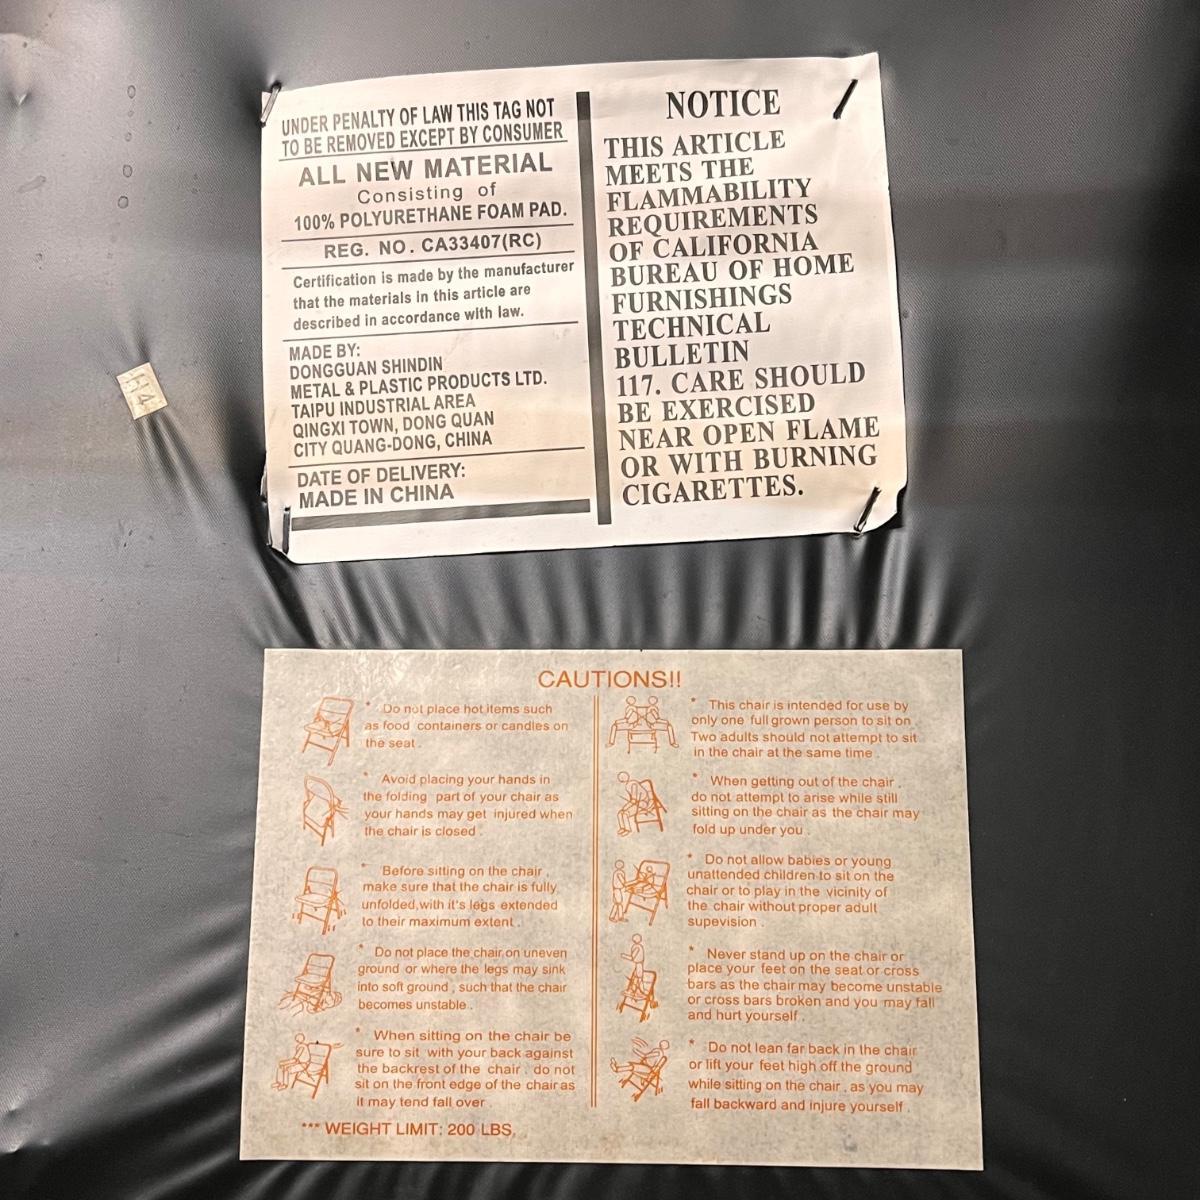 UNDER PENALTY OF LAW THIS TAG NOT
TO BE REMOVED EXCEPT BY CONSUMER
ALL NEW MATERIAL
Consisting of
100% POLYURETHANE FOAM PAD.
REG. NO. CA33407(RC)
Certification is made by the manufacturer
that the materials in this article are
described in accordance with law.
MADE BY:
DONGGUAN SHINDIN
METAL & PLASTIC PRODUCTS LTD.
TAIPU INDUSTRIAL AREA
QINGXI TOWN, DONG QUAN
CITY QUANG-DONG, CHINA
DATE OF DELIVERY:
MADE IN CHINA
NOTICE
THIS ARTICLE
MEETS THE
FLAMMABILITY
REQUIREMENTS
OF CALIFORNIA
BUREAU OF HOME
FURNISHINGS
TECHNICAL
BULLETIN
117. CARE SHOULD
BE EXERCISED
NEAR OPEN FLAME
OR WITH BURNING
CIGARETTES.
CAUTIONS!!
* Do not place hot items such
as food containers or candles on
the seat.
* Avoid placing your hands in
the folding part of your chair as
your hands may get injured when
the chair is closed.
* Before sitting on the chair,
make sure that the chair is fully
unfolded,with it's legs extended
to their maximum extent.
* Do not place the chair on uneven
ground or where the legs may sink
into soft ground, such that the chair
becomes unstable.
* When sitting on the chair be
sure to sit with your back against
the backrest of the chair. do not
sit on the front edge of the chair as
it may tend fall over.
*** WEIGHT LIMIT: 200 LBS.
* This chair is intended for use by
only one full grown person to sit on.
Two adults should not attempt to sit
in the chair at the same time.
* When getting out of the chair,
do not attempt to arise while still
sitting on the chair as the chair may
fold up under you.
* Do not allow babies or young
unattended children to sit on the
chair or to play in the vicinity of
the chair without proper adult
supevision.
* Never stand up on the chair or
place your feet on the seat or cross
bars as the chair may become unstable
or cross bars broken and you may fall
and hurt yourself.
* Do not lean far back in the chair
or lift your feet high off the ground
while sitting on the chair, as you may
fall backward and injure yourself.